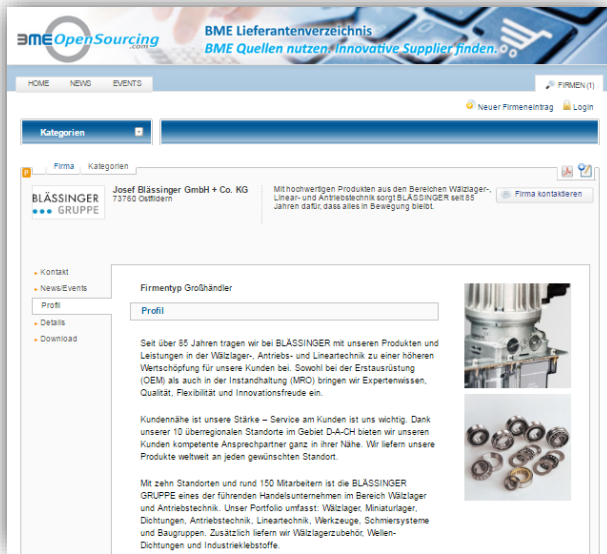 BME OpenSourcing
.com
BME Lieferantenverzeichnis
BME Quellen nutzen. Innovative Supplier finden.
HOME NEWS EVENTS FIRMEN (1)
Neuer Firmeneintrag Login
Kategorien
P Firma Kategorien
BLÄSSINGER
GRUPPE
Josef Blässinger GmbH + Co. KG
73760 Ostfildern
Mit hochwertigen Produkten aus den Bereichen Wälzlager-,
Linear- und Antriebstechnik sorgt BLÄSSINGER seit 85
Jahren dafür, dass alles in Bewegung bleibt.
Firma kontaktieren
Kontakt
News/Events
Profil
Details
Download
Firmentyp Großhändler
Profil
Seit über 85 Jahren tragen wir bei BLÄSSINGER mit unseren Produkten und
Leistungen in der Wälzlager-, Antriebs- und Lineartechnik zu einer höheren
Wertschöpfung für unsere Kunden bei. Sowohl bei der Erstausrüstung
(OEM) als auch in der Instandhaltung (MRO) bringen wir Expertenwissen,
Qualität, Flexibilität und Innovationsfreude ein.
Kundennähe ist unsere Stärke – Service am Kunden ist uns wichtig. Dank
unserer 10 überregionalen Standorte im Gebiet D-A-CH bieten wir unseren
Kunden kompetente Ansprechpartner ganz in ihrer Nähe. Wir liefern unsere
Produkte weltweit an jeden gewünschten Standort.
Mit zehn Standorten und rund 150 Mitarbeitern ist die BLÄSSINGER
GRUPPE eines der führenden Handelsunternehmen im Bereich Wälzlager
und Antriebstechnik. Unser Portfolio umfasst: Wälzlager, Miniaturlager,
Dichtungen, Antriebstechnik, Lineartechnik, Werkzeuge, Schmiersysteme
und Baugruppen. Zusätzlich liefern wir Wälzlagerzubehör, Wellen-
Dichtungen und Industrieklebstoffe.